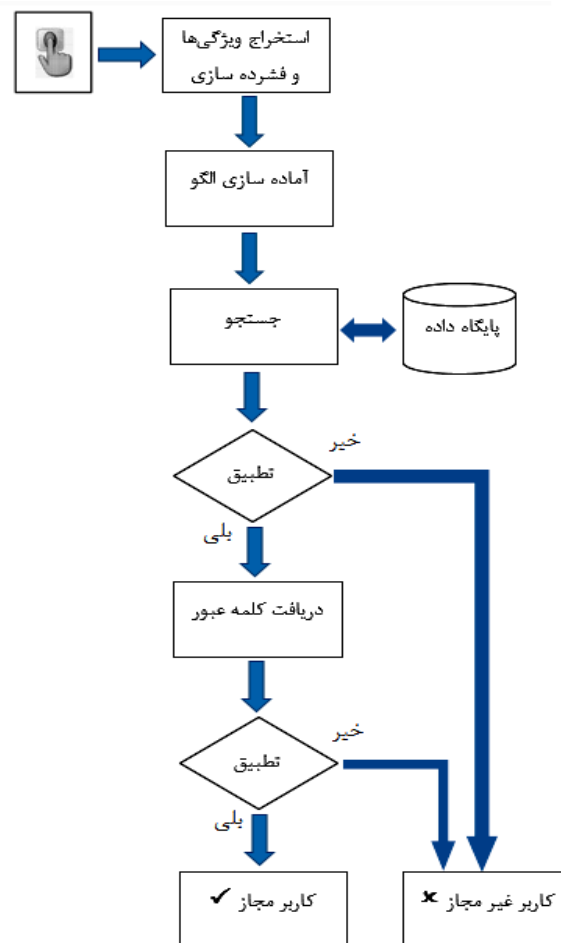 استخراج ویژگی‌ها
و فشرده سازی
آماده سازی الگو
جستجو
پایگاه داده
خیر
تطبیق
بلی
دریافت کلمه عبور
خیر
تطبیق
بلی
کاربر مجاز ✓
کاربر غیر مجاز ×